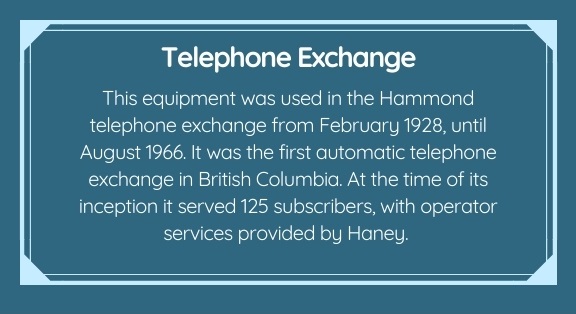 Telephone Exchange
This equipment was used in the Hammond
telephone exchange from February 1928, until
August 1966. It was the first automatic telephone
exchange in British Columbia. At the time of its
inception it served 125 subscribers, with operator
services provided by Haney.